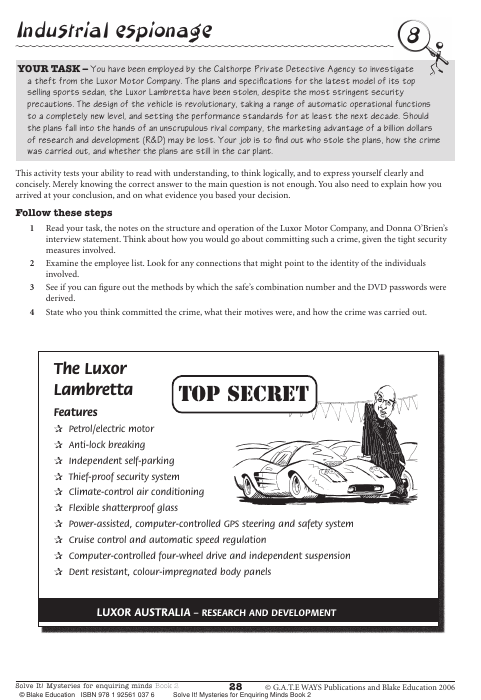 Industrial espionage
8
YOUR TASK – You have been employed by the Calthorpe Private Detective Agency to investigate
a theft from the Luxor Motor Company. The plans and specifications for the latest model of its top
selling sports sedan, the Luxor Lambretta have been stolen, despite the most stringent security
precautions. The design of the vehicle is revolutionary, taking a range of automatic operational functions
to a completely new level, and setting the performance standards for at least the next decade. Should
the plans fall into the hands of an unscrupulous rival company, the marketing advantage of a billion dollars
of research and development (R&D) may be lost. Your job is to find out who stole the plans, how the crime
was carried out, and whether the plans are still in the car plant.
This activity tests your ability to read with understanding, to think logically, and to express yourself clearly and
concisely. Merely knowing the correct answer to the main question is not enough. You also need to explain how you
arrived at your conclusion, and on what evidence you based your decision.
Follow these steps
1 Read your task, the notes on the structure and operation of the Luxor Motor Company, and Donna O'Brien's
interview statement. Think about how you would go about committing such a crime, given the tight security
measures involved.
2 Examine the employee list. Look for any connections that might point to the identity of the individuals
involved.
3 See if you can figure out the methods by which the safe's combination number and the DVD passwords were
derived.
4 State who you think committed the crime, what their motives were, and how the crime was carried out.
The Luxor
Lambretta
TOP SECRET
Features
✰ Petrol/electric motor
✰ Anti-lock breaking
✰ Independent self-parking
✰ Thief-proof security system
✰ Climate-control air conditioning
✰ Flexible shatterproof glass
✰ Power-assisted, computer-controlled GPS steering and safety system
✰ Cruise control and automatic speed regulation
✰ Computer-controlled four-wheel drive and independent suspension
✰ Dent resistant, colour-impregnated body panels
LUXOR AUSTRALIA – RESEARCH AND DEVELOPMENT
Solve It! Mysteries for enquiring minds Book 2
28
© G.A.T.E WAYS Publications and Blake Education 2006
© Blake Education ISBN 978 1 92561 037 6 Solve It! Mysteries for Enquiring Minds Book 2